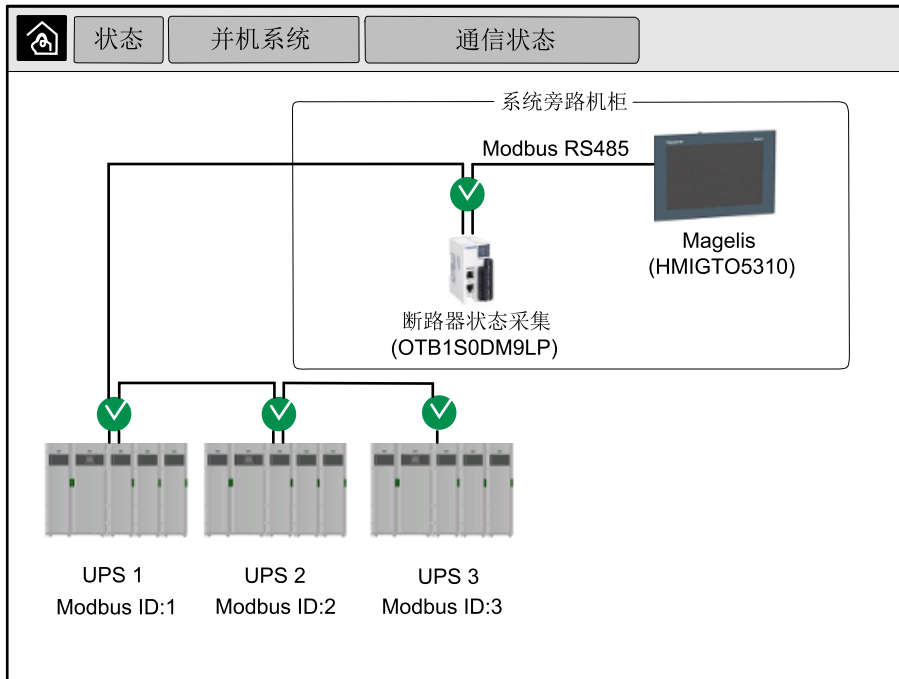 状态
并机系统
通信状态
系统旁路机柜
Modbus RS485
Magelis
(HMIGTO5310)
断路器状态采集
(OTB1S0DM9LP)
UPS 1
Modbus ID:1
UPS 2
Modbus ID:2
UPS 3
Modbus ID:3